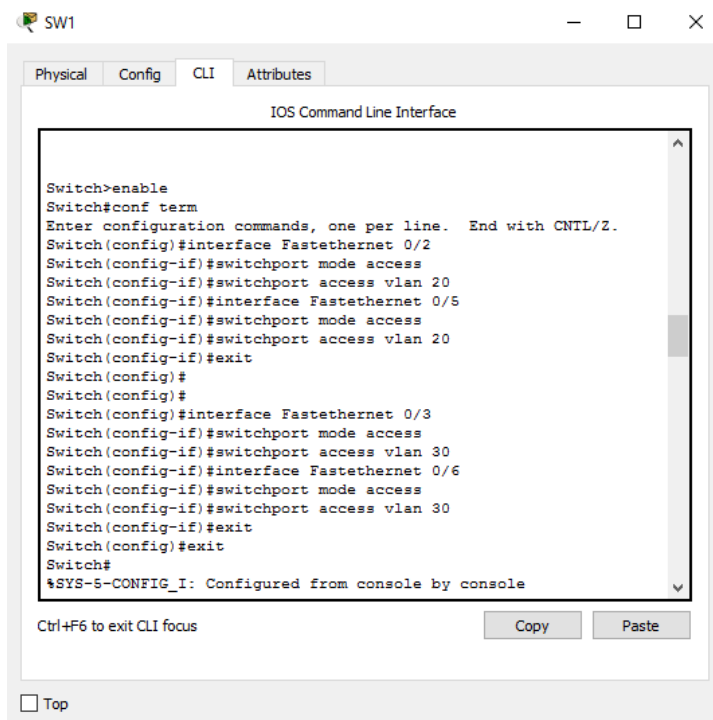 SW1
Physical Config CLI Attributes
IOS Command Line Interface
Switch>enable
Switch#conf term
Enter configuration commands, one per line.  End with CNTL/Z.
Switch(config)#interface Fastethernet 0/2
Switch(config-if)#switchport mode access
Switch(config-if)#switchport access vlan 20
Switch(config-if)#interface Fastethernet 0/5
Switch(config-if)#switchport mode access
Switch(config-if)#switchport access vlan 20
Switch(config-if)#exit
Switch(config)#
Switch(config)#
Switch(config)#interface Fastethernet 0/3
Switch(config-if)#switchport mode access
Switch(config-if)#switchport access vlan 30
Switch(config-if)#interface Fastethernet 0/6
Switch(config-if)#switchport mode access
Switch(config-if)#switchport access vlan 30
Switch(config-if)#exit
Switch(config)#exit
Switch#
%SYS-5-CONFIG_I: Configured from console by console
Ctrl+F6 to exit CLI focus
Copy Paste
Top